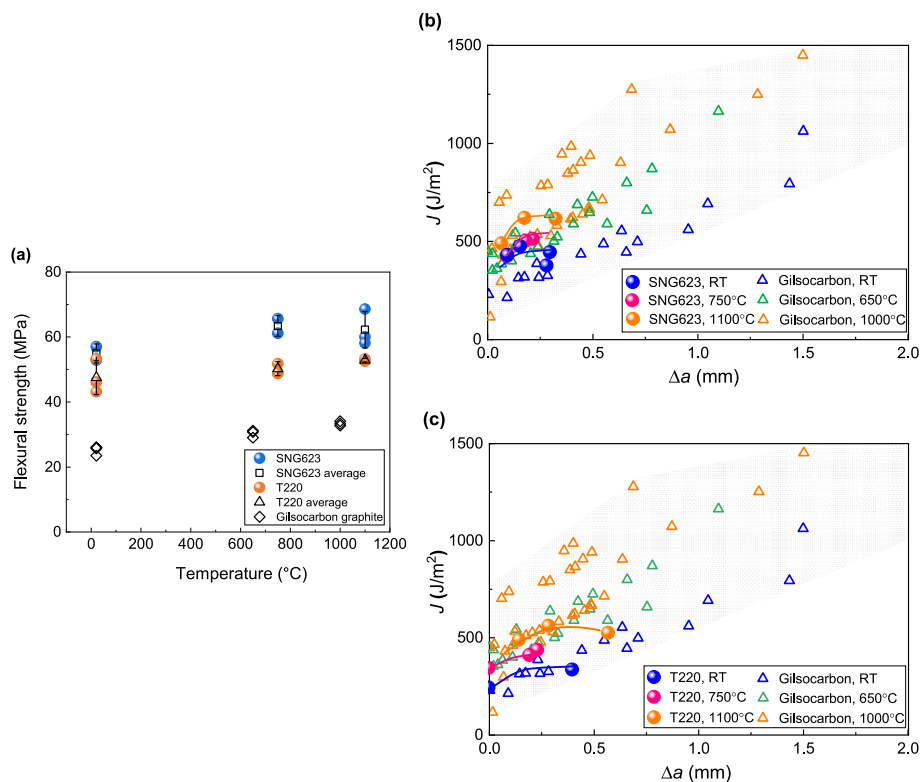 (a)
Flexural strength (MPa)
80
60
40
20
0
0 200 400 600 800 1000 1200
Temperature (°C)
SNG623
SNG623 average
T220
T220 average
Gilsocarbon graphite
(b)
J (J/m²)
1500
1000
500
0
0.0 0.5 1.0 1.5 2.0
Δa (mm)
SNG623, RT
SNG623, 750°C
SNG623, 1100°C
Gilsocarbon, RT
Gilsocarbon, 650°C
Gilsocarbon, 1000°C
(c)
J (J/m²)
1500
1000
500
0
0.0 0.5 1.0 1.5 2.0
Δa (mm)
T220, RT
T220, 750°C
T220, 1100°C
Gilsocarbon, RT
Gilsocarbon, 650°C
Gilsocarbon, 1000°C